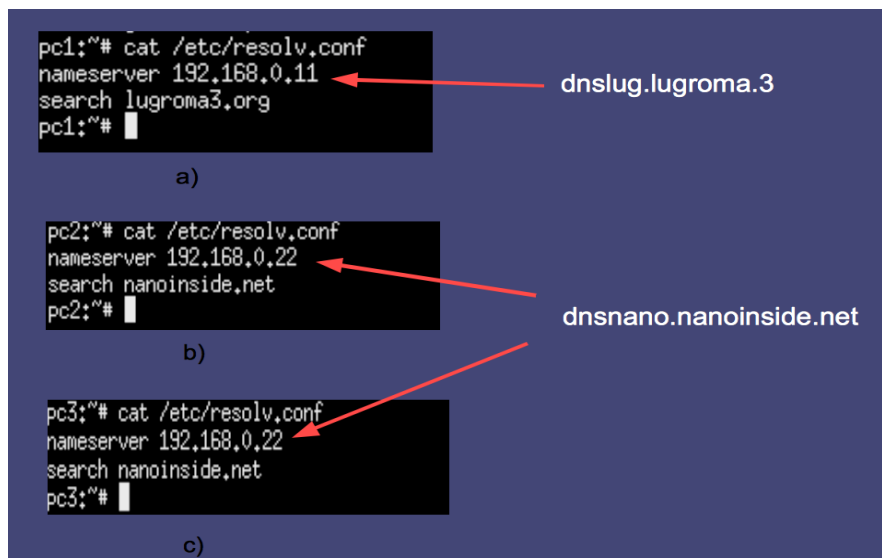 pc1:~# cat /etc/resolv.conf
nameserver 192.168.0.11
search lugroma3.org
pc1:~#
dnslug.lugroma.3
a)
pc2:~# cat /etc/resolv.conf
nameserver 192.168.0.22
search nanoinside.net
pc2:~#
dnsnano.nanoinside.net
b)
pc3:~# cat /etc/resolv.conf
nameserver 192.168.0.22
search nanoinside.net
pc3:~#
c)